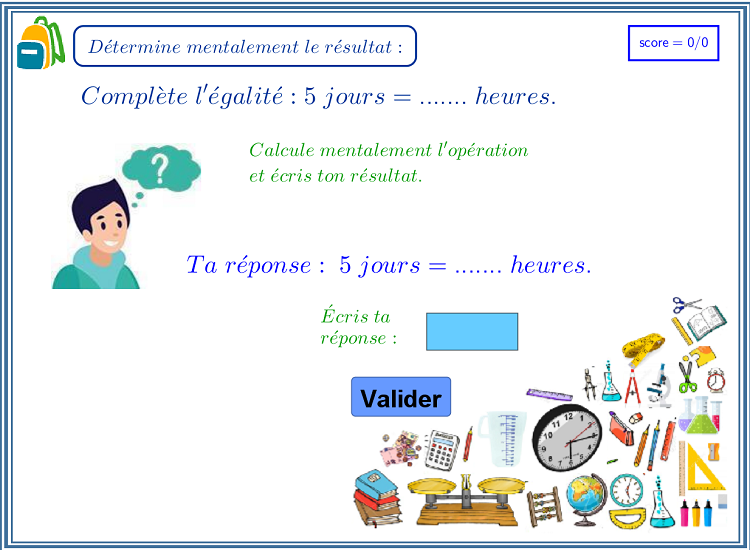 Détermine mentalement le résultat :
score = 0/0
Complète l'égalité : 5 jours = ....... heures.
?
Calcule mentalement l'opération
et écris ton résultat.
Ta réponse : 5 jours = ....... heures.
Écris ta
réponse :
Valider